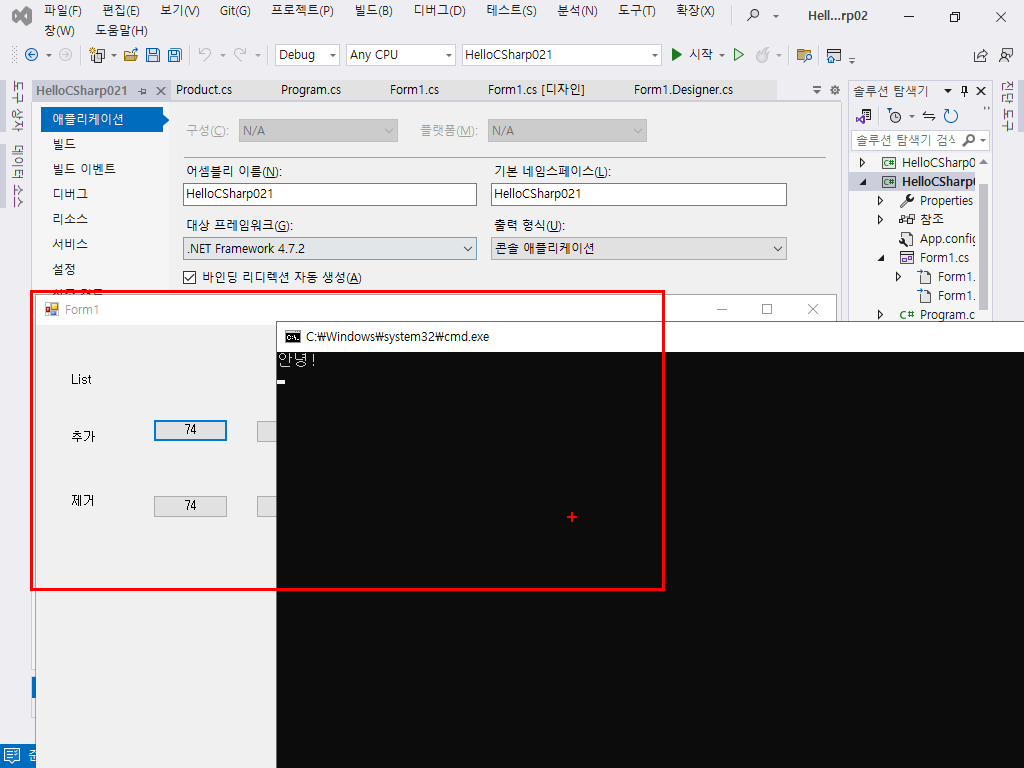 파일(F) 편집(E) 보기(V) Git(G) 프로젝트(P) 빌드(B) 디버그(D) 테스트(S) 분석(N) 도구(T) 확장(X)
창(W) 도움말(H)
Hell...rp02
Debug Any CPU HelloCSharp021 시작
도구 상자
데이터 소스
HelloCSharp021 Product.cs Program.cs Form1.cs Form1.cs [디자인] Form1.Designer.cs
애플리케이션
빌드
빌드 이벤트
디버그
리소스
서비스
설정
구성(C): N/A 플랫폼(M): N/A
어셈블리 이름(N): 기본 네임스페이스(L):
HelloCSharp021 HelloCSharp021
대상 프레임워크(G): 출력 형식(U):
.NET Framework 4.7.2 콘솔 애플리케이션
바인딩 리디렉션 자동 생성(A)
솔루션 탐색기
솔루션 탐색기 검색
C# HelloCSharp0
C# HelloCSharp
Properties
참조
App.config
Form1.cs
Form1.
Form1.
C# Program.c
진단 도구
Form1
List
추가 74
제거 74
C:₩Windows₩system32₩cmd.exe
안녕!
준